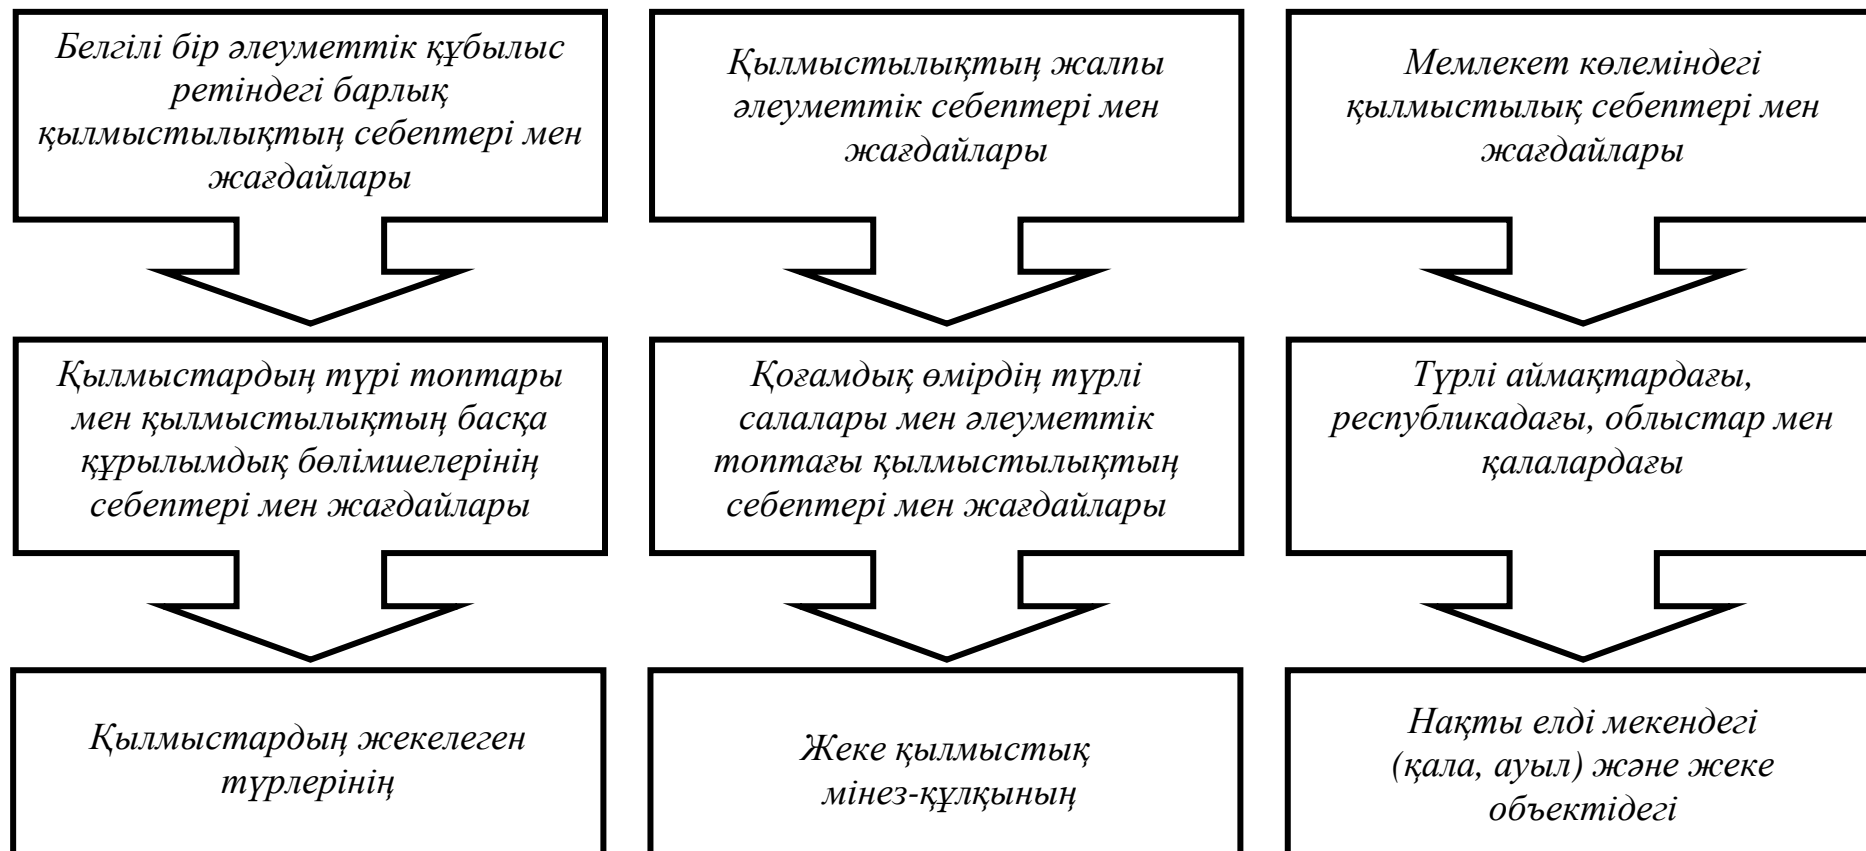 Белгілі бір әлеуметтік құбылыс
ретіндегі барлық
қылмыстылықтың себептері мен
жағдайлары
Қылмыстылықтың жалпы
әлеуметтік себептері мен
жағдайлары
Мемлекет көлеміндегі
қылмыстылық себептері мен
жағдайлары
Қылмыстардың түрі топтары
мен қылмыстылықтың басқа
құрылымдық бөлімшелерінің
себептері мен жағдайлары
Қоғамдық өмірдің түрлі
салалары мен әлеуметтік
топтағы қылмыстылықтың
себептері мен жағдайлары
Түрлі аймақтардағы,
республикадағы, облыстар мен
қалалардағы
Қылмыстардың жекелеген
түрлерінің
Жеке қылмыстық
мінез-құлқының
Нақты елді мекендегі
(қала, ауыл) және жеке
объектідегі